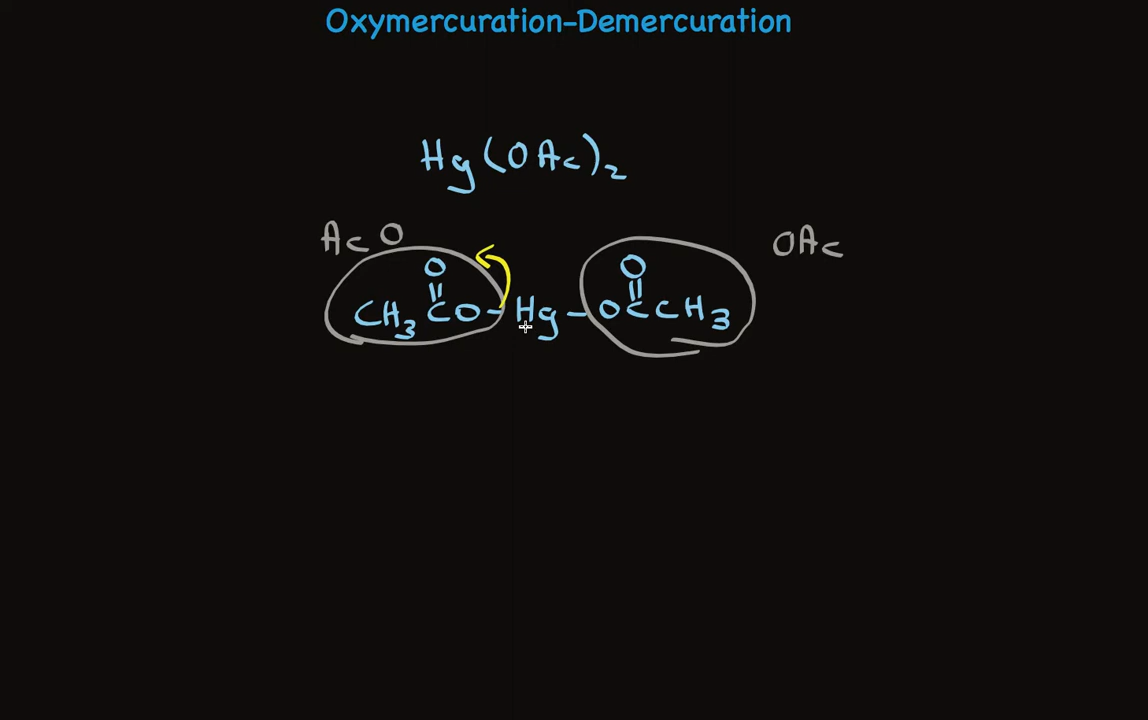 Oxymercuration-Demercuration
Hg(OAc)2
AcO OAc
O O
CH3CO-Hg-OCCH3